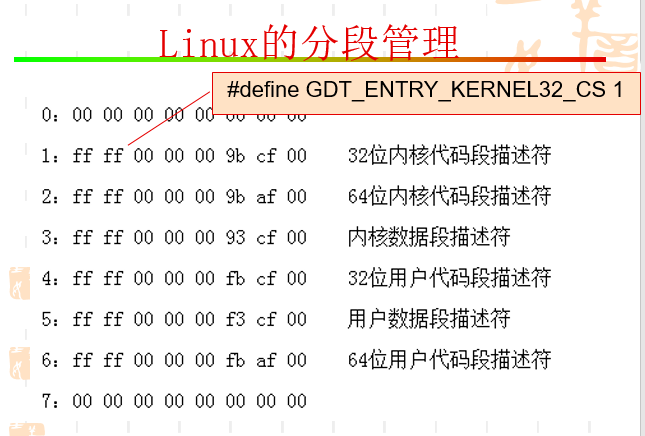 Linux的分段管理
#define GDT_ENTRY_KERNEL32_CS 1
0: 00 00 00 00 00 00 00 00
1: ff ff 00 00 00 9b cf 00 32位内核代码段描述符
2: ff ff 00 00 00 9b af 00 64位内核代码段描述符
3: ff ff 00 00 00 93 cf 00 内核数据段描述符
4: ff ff 00 00 00 fb cf 00 32位用户代码段描述符
5: ff ff 00 00 00 f3 cf 00 用户数据段描述符
6: ff ff 00 00 00 fb af 00 64位用户代码段描述符
7: 00 00 00 00 00 00 00 00